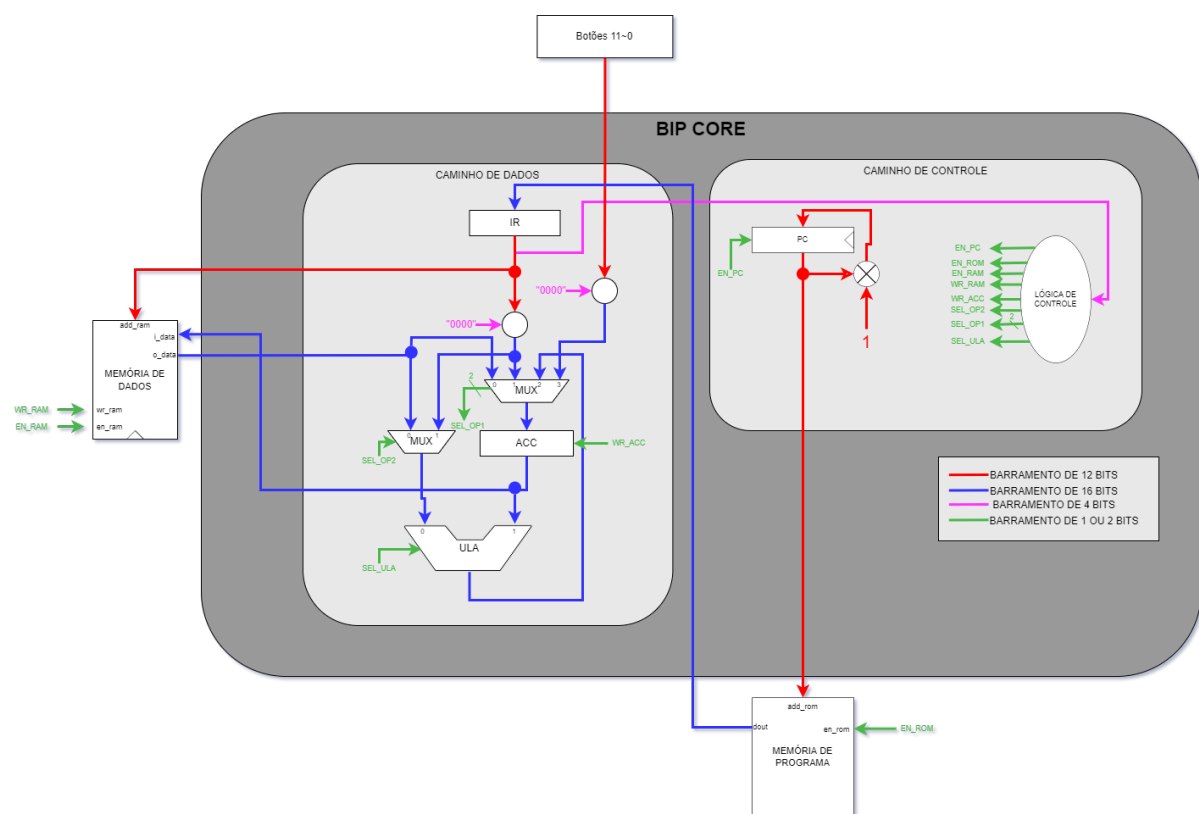 Botões 11~0
BIP CORE
CAMINHO DE DADOS
CAMINHO DE CONTROLE
IR
PC
EN_PC
1
EN_PC
EN_ROM
EN_RAM
WR_RAM
WR_ACC
SEL_OP2
2
SEL_OP1
SEL_ULA
LÓGICA DE
CONTROLE
"0000"
"0000"
add_ram
i_data
o_data
MEMÓRIA DE
DADOS
wr_ram
en_ram
WR_RAM
EN_RAM
2
0 1 2 3
MUX
SEL_OP1
0 1
MUX
SEL_OP2
ACC
WR_ACC
0 1
ULA
SEL_ULA
BARRAMENTO DE 12 BITS
BARRAMENTO DE 16 BITS
BARRAMENTO DE 4 BITS
BARRAMENTO DE 1 OU 2 BITS
add_rom
dout
en_rom
EN_ROM
MEMÓRIA DE
PROGRAMA